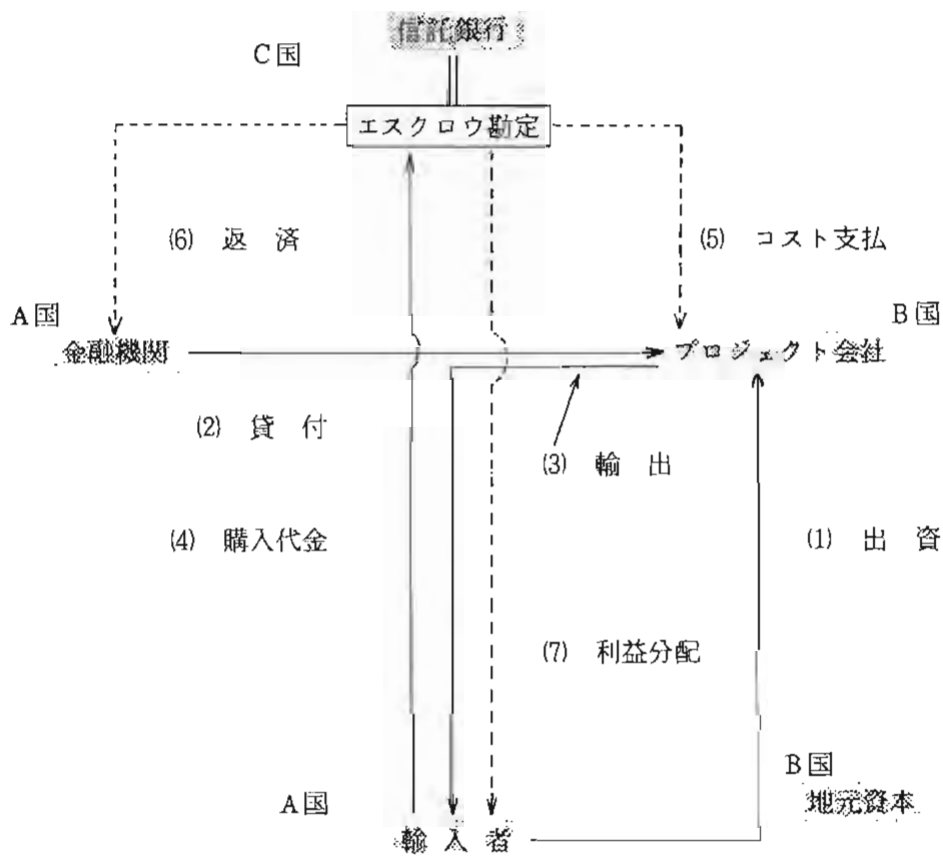 信託銀行
C国
エスクロウ勘定
(6) 返 済
(5) コスト支払
A国
B国
金融機関
プロジェクト会社
(2) 貸 付
(3) 輸 出
(4) 購入代金
(1) 出 資
(7) 利益分配
B国
A国
地元資本
輸 入 者